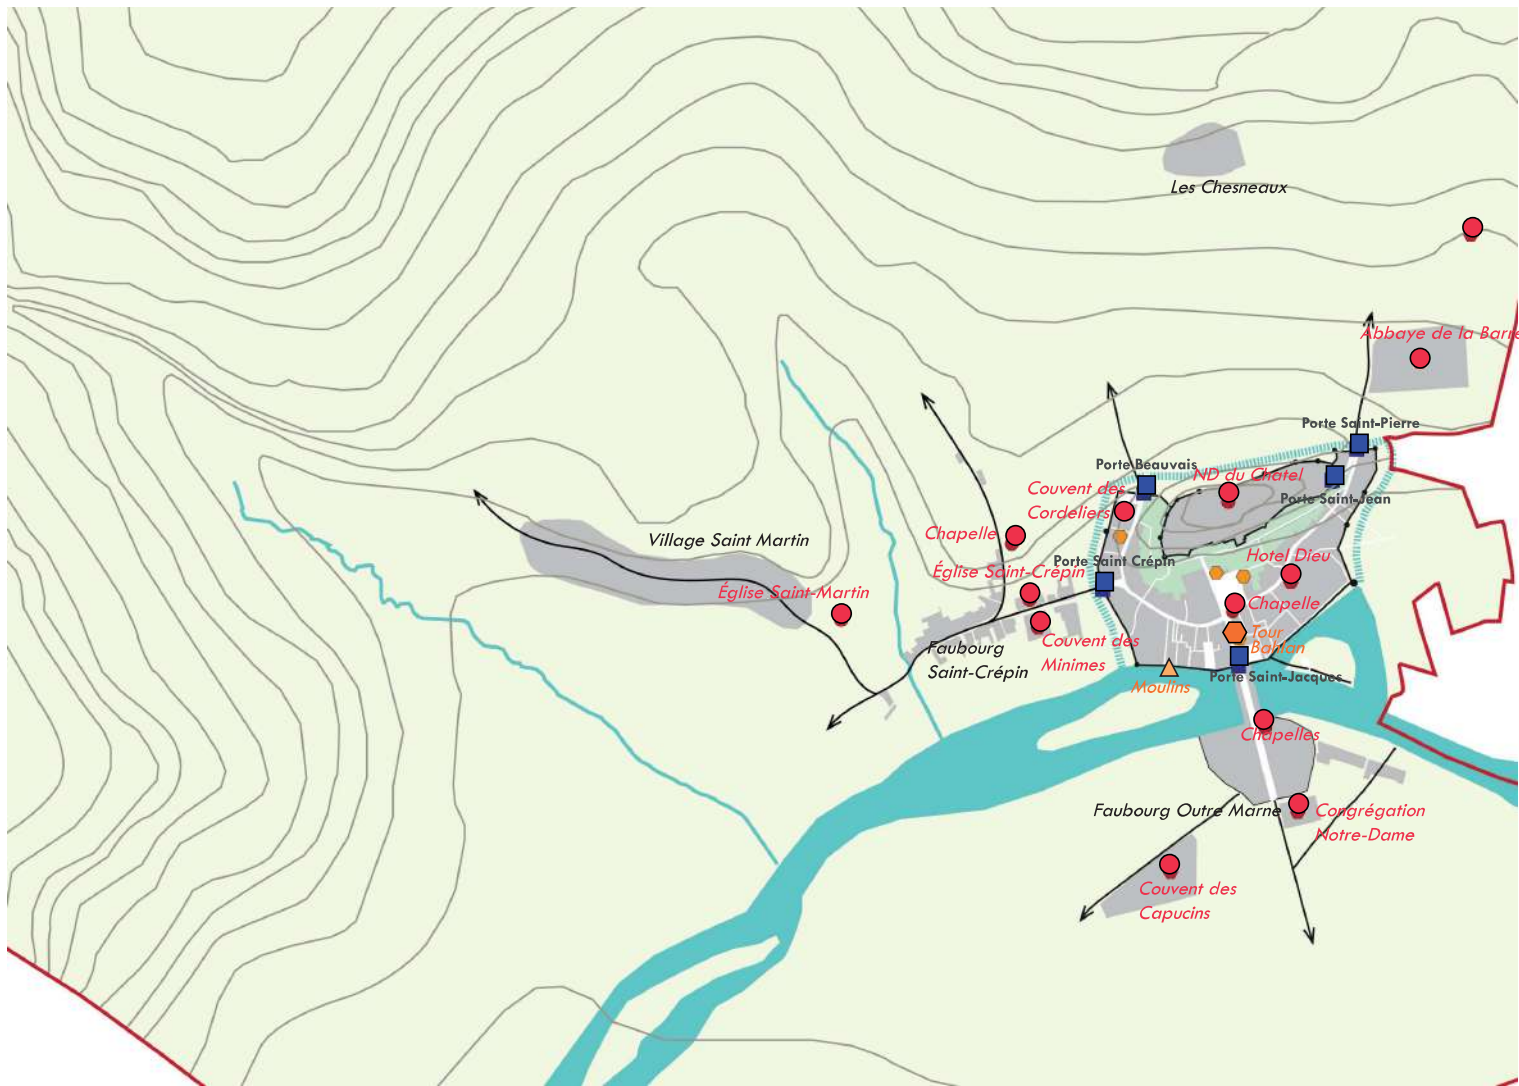 Les Chesneaux
Abbaye de la Barre
Porte Saint-Pierre
Porte Beauvais
ND du Chatel
Couvent des
Cordeliers
Porte Saint-Jean
Chapelle
Village Saint Martin
Hotel Dieu
Porte Saint Crépin
Église Saint-Crépin
Église Saint-Martin
Chapelle
Tour
Bahlan
Couvent des
Minimes
Faubourg
Saint-Crépin
Porte Saint-Jacques
Moulins
Chapelles
Faubourg Outre Marne
Congrégation
Notre-Dame
Couvent des
Capucins